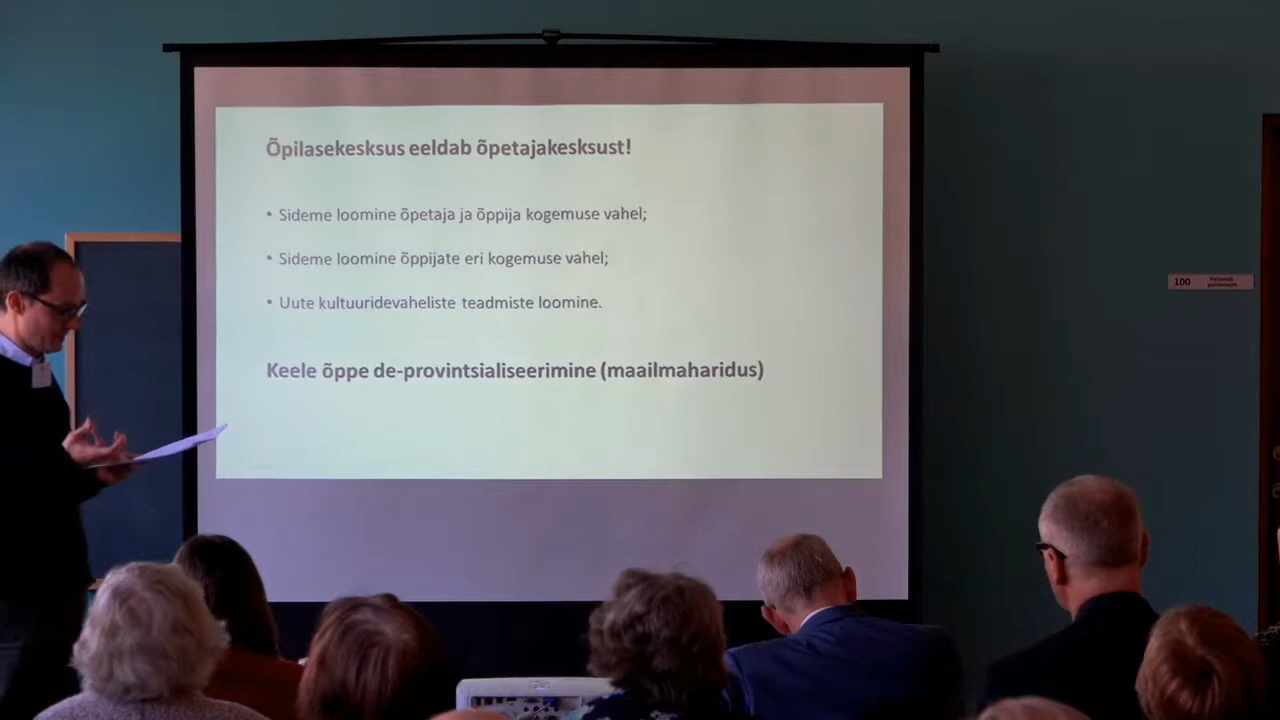 Õpilasekesksus eeldab õpetajakesksust!
• Sideme loomine õpetaja ja õppija kogemuse vahel;
• Sideme loomine õppijate eri kogemuse vahel;
• Uute kultuuridevaheliste teadmiste loomine.
Keele õppe de-provintsialiseerimine (maailmaharidus)
100